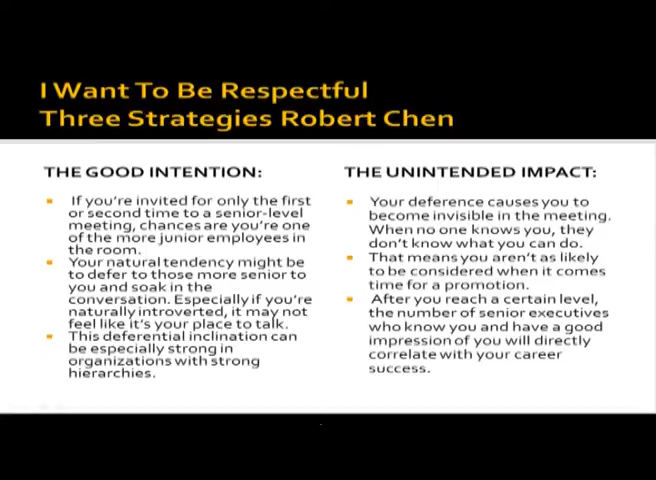 I Want To Be Respectful
Three Strategies Robert Chen
THE GOOD INTENTION:
If you're invited for only the first
or second time to a senior-level
meeting, chances are you're one
of the more junior employees in
the room.
Your natural tendency might be
to defer to those more senior to
you and soak in the
conversation. Especially if you're
naturally introverted, it may not
feel like it's your place to talk.
This deferential inclination can
be especially strong in
organizations with strong
hierarchies.
THE UNINTENDED IMPACT:
Your deference causes you to
become invisible in the meeting.
When no one knows you, they
don't know what you can do.
That means you aren't as likely
to be considered when it comes
time for a promotion.
After you reach a certain level,
the number of senior executives
who know you and have a good
impression of you will directly
correlate with your career
success.